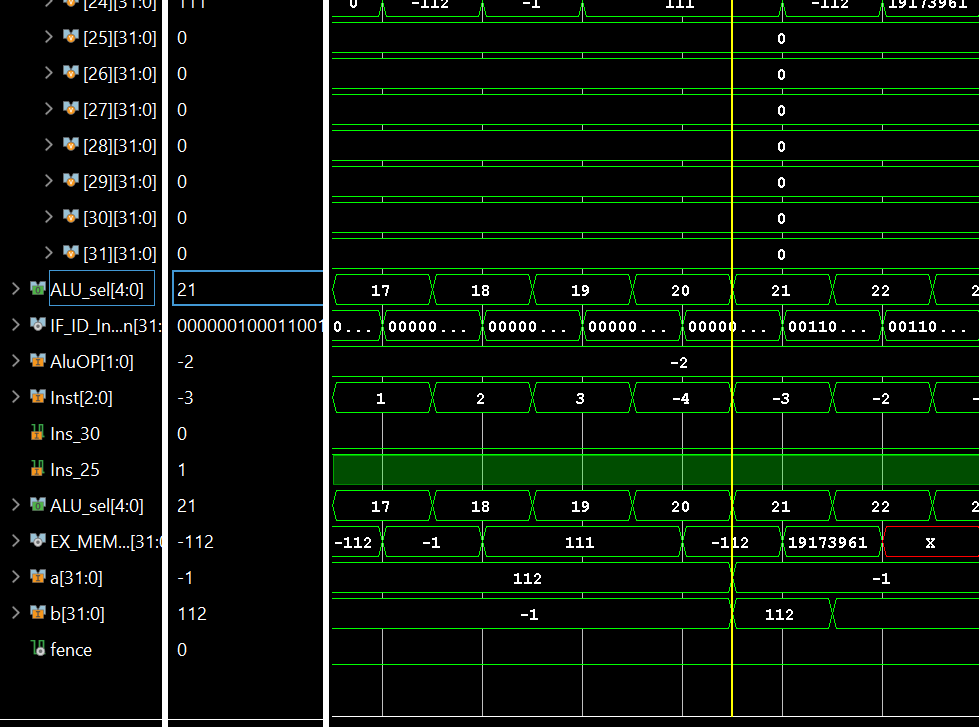 [24][31:0] 111 0 -112 -1 111 -112 19173961
[25][31:0] 0 0
[26][31:0] 0 0
[27][31:0] 0 0
[28][31:0] 0 0
[29][31:0] 0 0
[30][31:0] 0 0
[31][31:0] 0 0
ALU_sel[4:0] 21 17 18 19 20 21 22 2
IF_ID_In...n[31: 000000100011001 0... 00000... 00000... 00000... 00000... 00110... 00110...
AluOP[1:0] -2 -2
Inst[2:0] -3 1 2 3 -4 -3 -2 -
Ins_30 0
Ins_25 1
ALU_sel[4:0] 21 17 18 19 20 21 22 2
EX_MEM...[31:0 -112 -112 -1 111 -112 19173961 X
a[31:0] -1 112 -1
b[31:0] 112 -1 112
fence 0